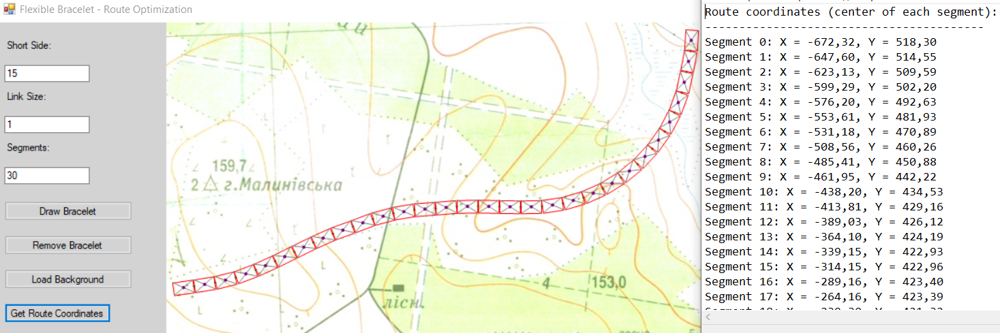 Flexible Bracelet - Route Optimization
Short Side:
15
Link Size:
1
Segments:
30
Draw Bracelet
Remove Bracelet
Load Background
Get Route Coordinates
159,7
2 г.Малинівська
4 153,0
лісн.
Route coordinates (center of each segment):
-----------------------------------------
Segment 0: X = -672,32, Y = 518,30
Segment 1: X = -647,60, Y = 514,55
Segment 2: X = -623,13, Y = 509,59
Segment 3: X = -599,29, Y = 502,20
Segment 4: X = -576,20, Y = 492,63
Segment 5: X = -553,61, Y = 481,93
Segment 6: X = -531,18, Y = 470,89
Segment 7: X = -508,56, Y = 460,26
Segment 8: X = -485,41, Y = 450,88
Segment 9: X = -461,95, Y = 442,22
Segment 10: X = -438,20, Y = 434,53
Segment 11: X = -413,81, Y = 429,16
Segment 12: X = -389,03, Y = 426,12
Segment 13: X = -364,10, Y = 424,19
Segment 14: X = -339,15, Y = 422,93
Segment 15: X = -314,15, Y = 422,96
Segment 16: X = -289,16, Y = 423,40
Segment 17: X = -264,16, Y = 423,39